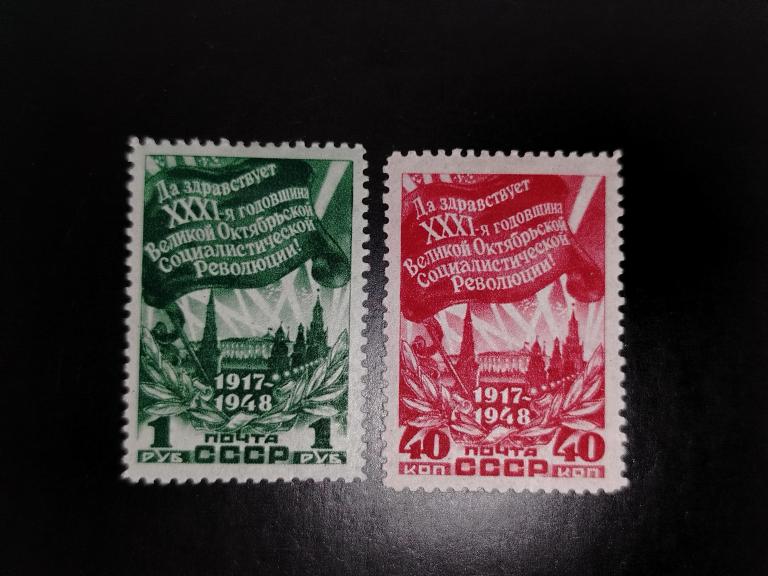 Да здравствует
XXXI-я годовщина
Великой Октябрьской
Социалистической
Революции!
1917-
1948
1 ПОЧТА 1
РУБ СССР РУБ
Да здравствует
XXXI-я годовщина
Великой Октябрьской
Социалистической
Революции!
1917-
1948
40 ПОЧТА 40
КОП СССР КОП